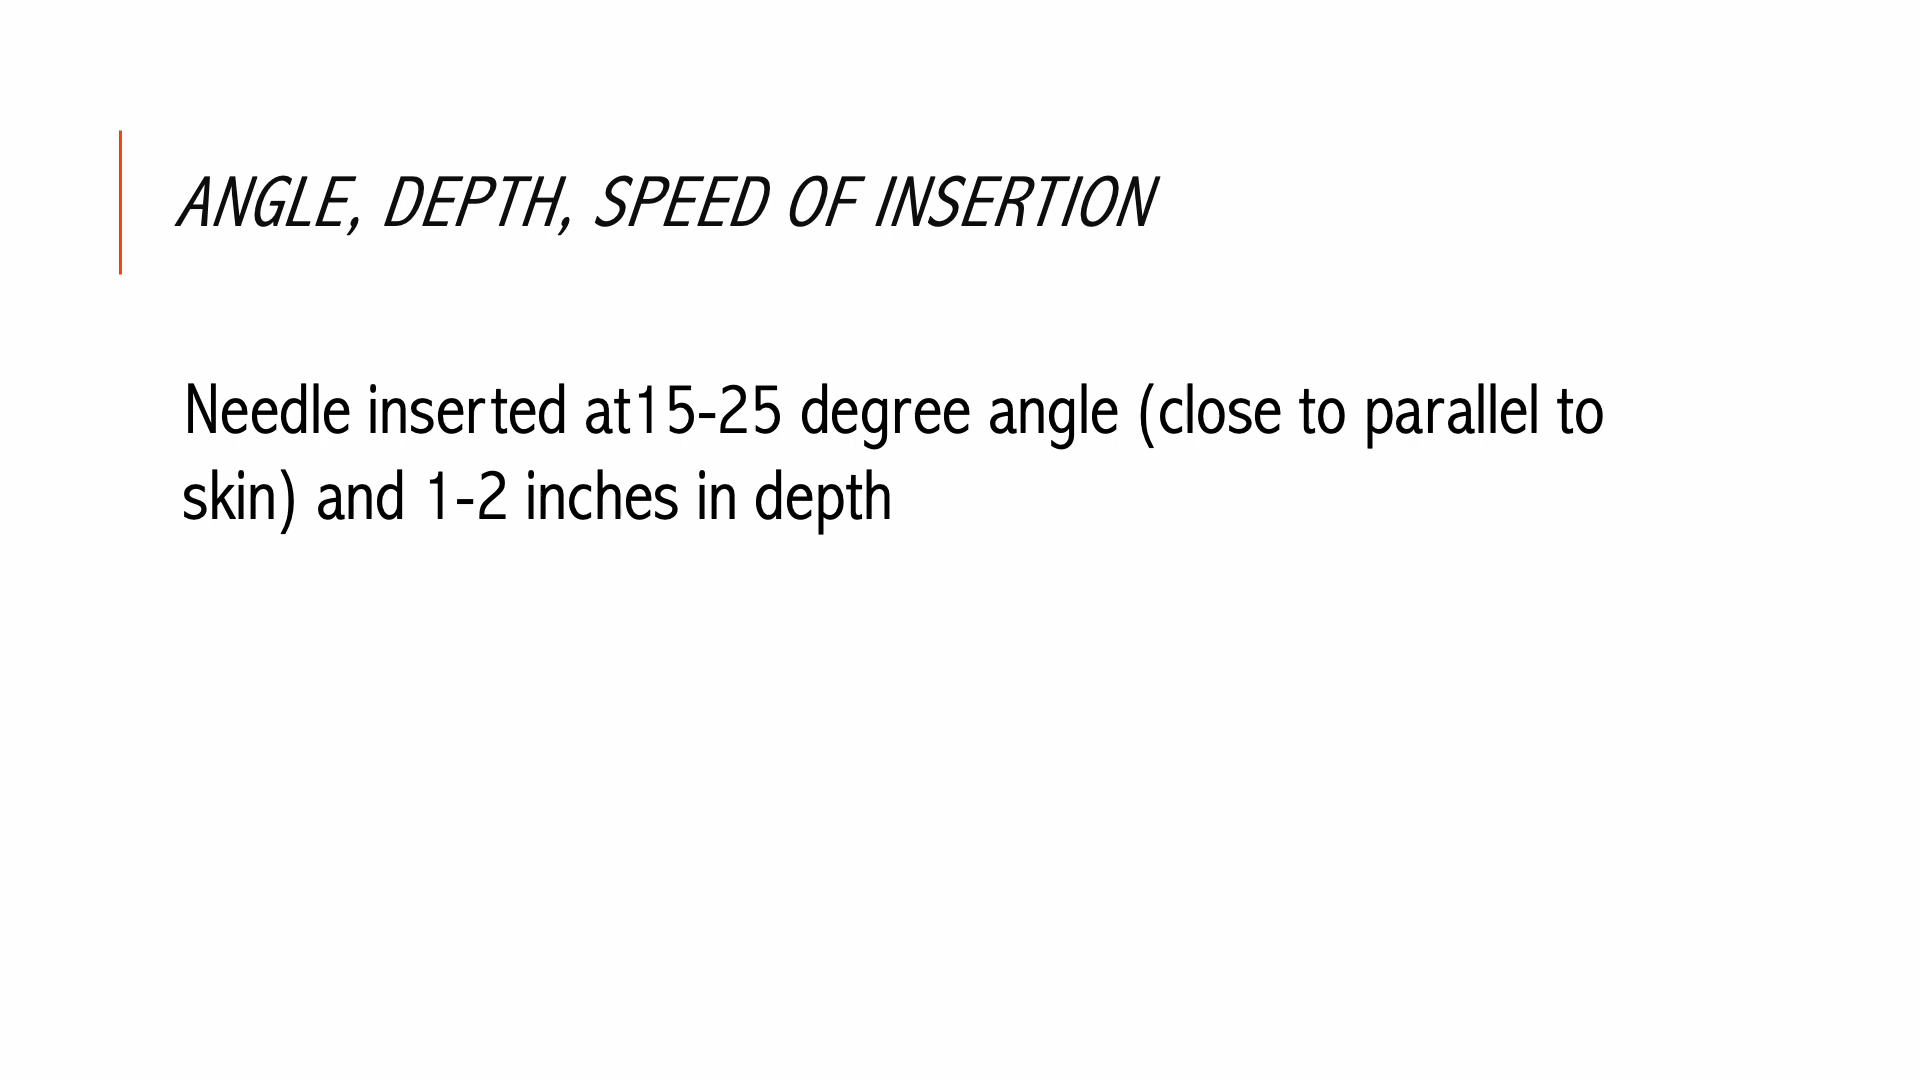 ANGLE, DEPTH, SPEED OF INSERTION
Needle inserted at15-25 degree angle (close to parallel to
skin) and 1-2 inches in depth